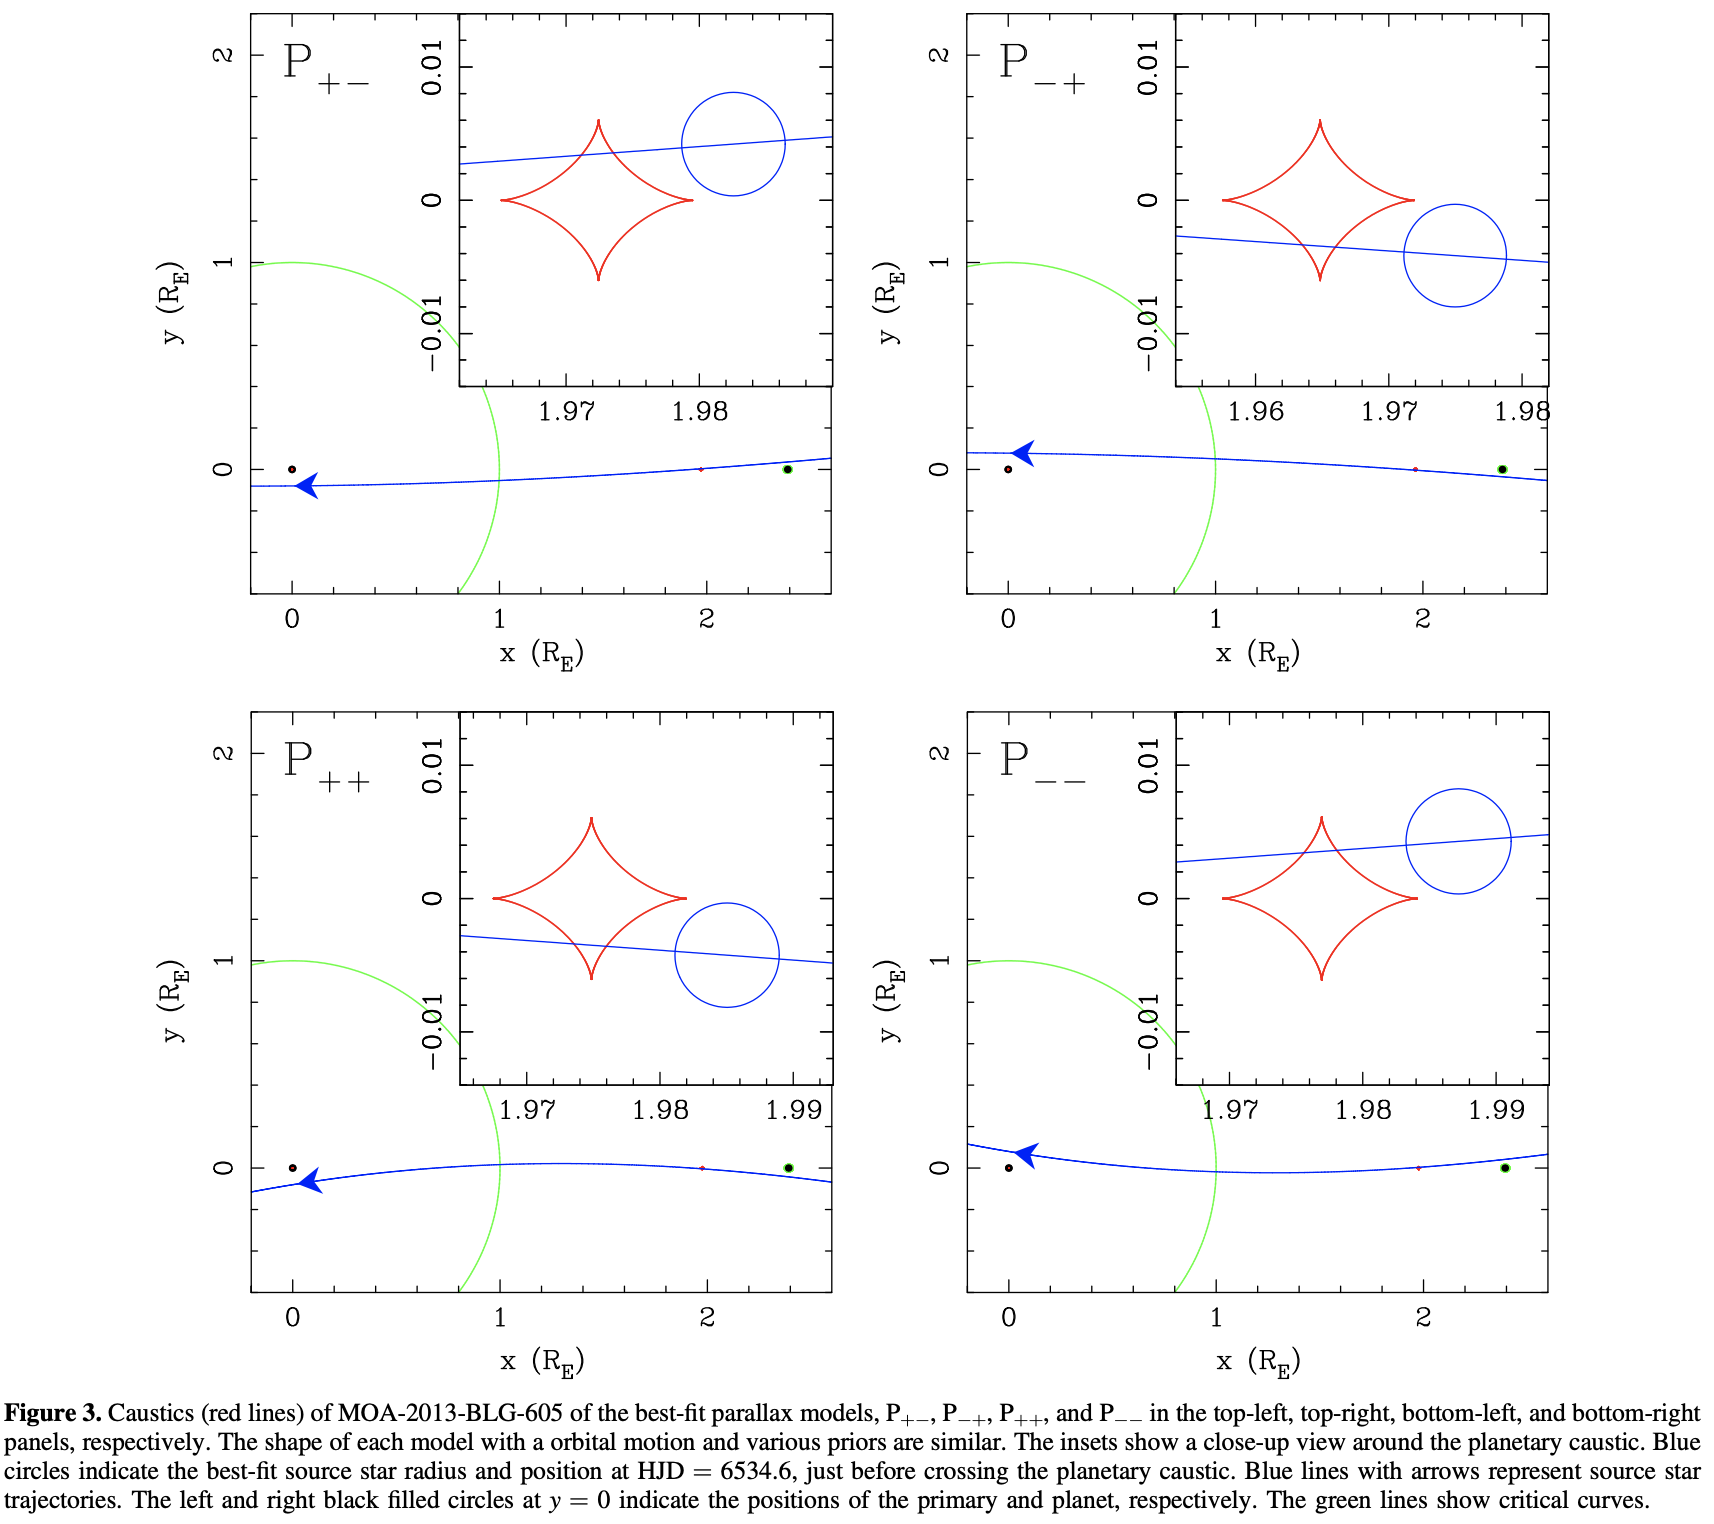 P+−
0.01
0
−0.01
1.97 1.98
2
1
0
y (RE)
0 1 2
x (RE)
P−+
0.01
0
−0.01
1.96 1.97 1.98
2
1
0
y (RE)
0 1 2
x (RE)
P++
0.01
0
−0.01
1.97 1.98 1.99
2
1
0
y (RE)
0 1 2
x (RE)
P−−
0.01
0
−0.01
1.97 1.98 1.99
2
1
0
y (RE)
0 1 2
x (RE)
Figure 3. Caustics (red lines) of MOA-2013-BLG-605 of the best-fit parallax models, P+−, P−+, P++, and P−− in the top-left, top-right, bottom-left, and bottom-right
panels, respectively. The shape of each model with a orbital motion and various priors are similar. The insets show a close-up view around the planetary caustic. Blue
circles indicate the best-fit source star radius and position at HJD = 6534.6, just before crossing the planetary caustic. Blue lines with arrows represent source star
trajectories. The left and right black filled circles at y = 0 indicate the positions of the primary and planet, respectively. The green lines show critical curves.